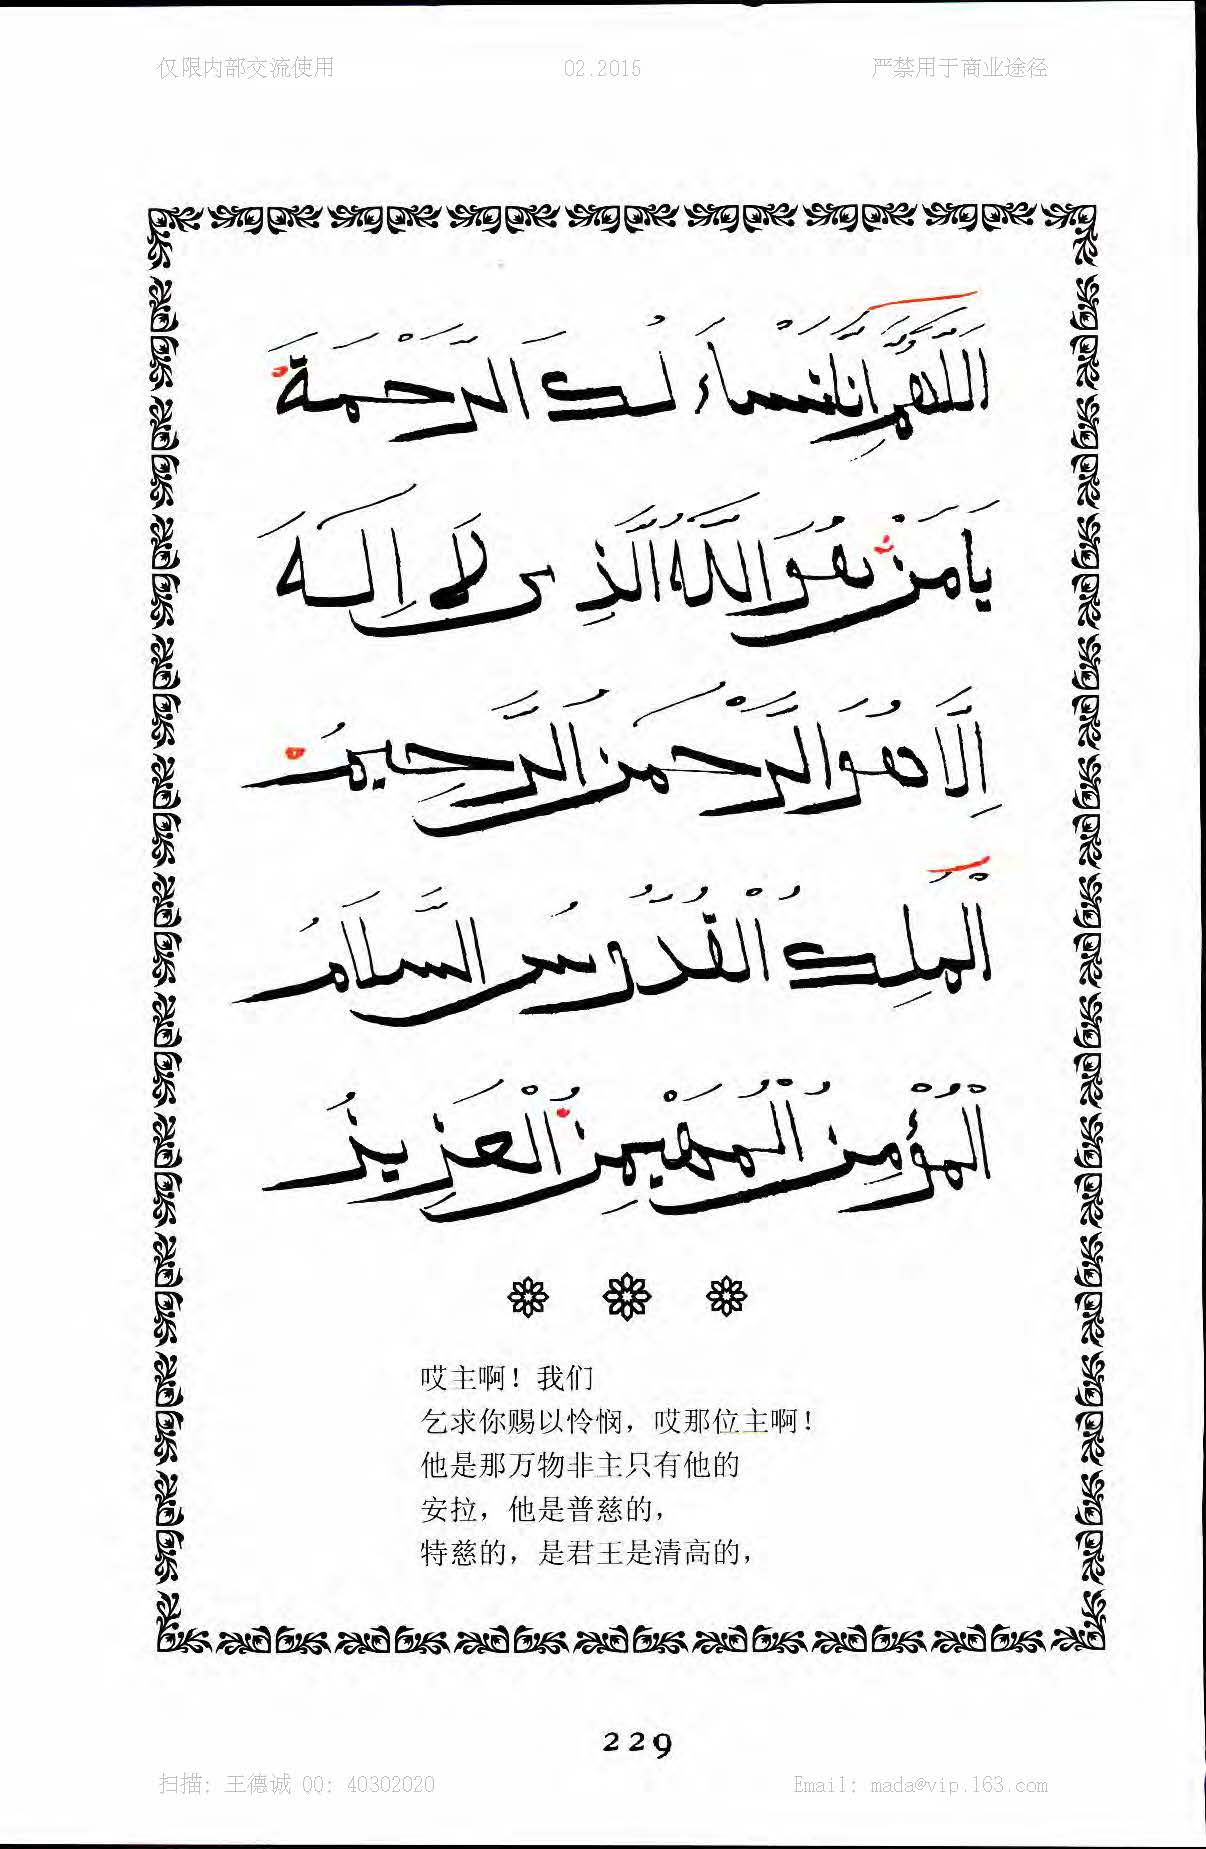 仅限内部交流使用 02.2015 严禁用于商业途径
اَللّٰهُمَّ اِنَّا نَسْاَءَلُكَ الرَّحْمَةَ
يَا مَنْ هُوَ اللّٰهُ الَّذِى لَا اِلٰهَ
اِلَّا هُوَ الرَّحْمٰنُ الرَّحِيمُ
اَلْمَلِكُ الْقُدُّوسُ السَّلَامُ
اَلْمُؤْمِنُ الْمُهَيْمِنُ الْعَزِيزُ
哎主啊！我们
乞求你赐以怜悯，哎那位主啊！
他是那万物非主只有他的
安拉，他是普慈的，
特慈的，是君王是清高的，
229
扫描: 王德诚 QQ: 40302020 Email: mada@vip.163.com